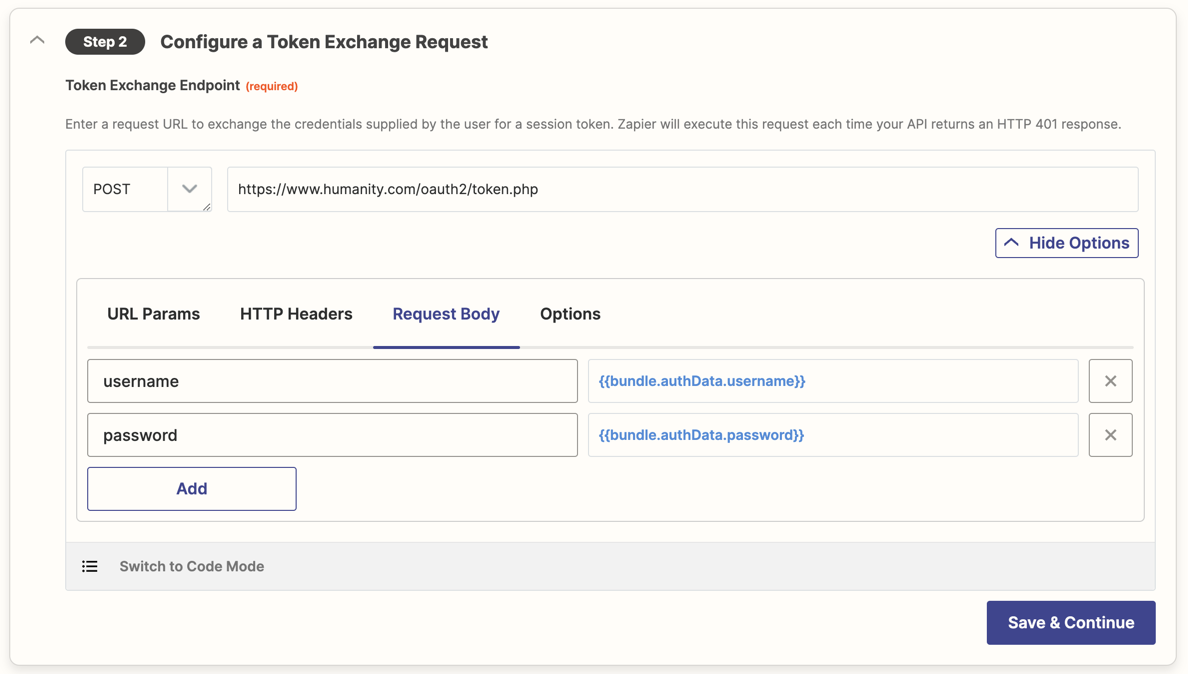 Step 2 Configure a Token Exchange Request
Token Exchange Endpoint (required)
Enter a request URL to exchange the credentials supplied by the user for a session token. Zapier will execute this request each time your API returns an HTTP 401 response.
POST https://www.humanity.com/oauth2/token.php
Hide Options
URL Params HTTP Headers Request Body Options
username {{bundle.authData.username}}
password {{bundle.authData.password}}
Add
Switch to Code Mode
Save & Continue